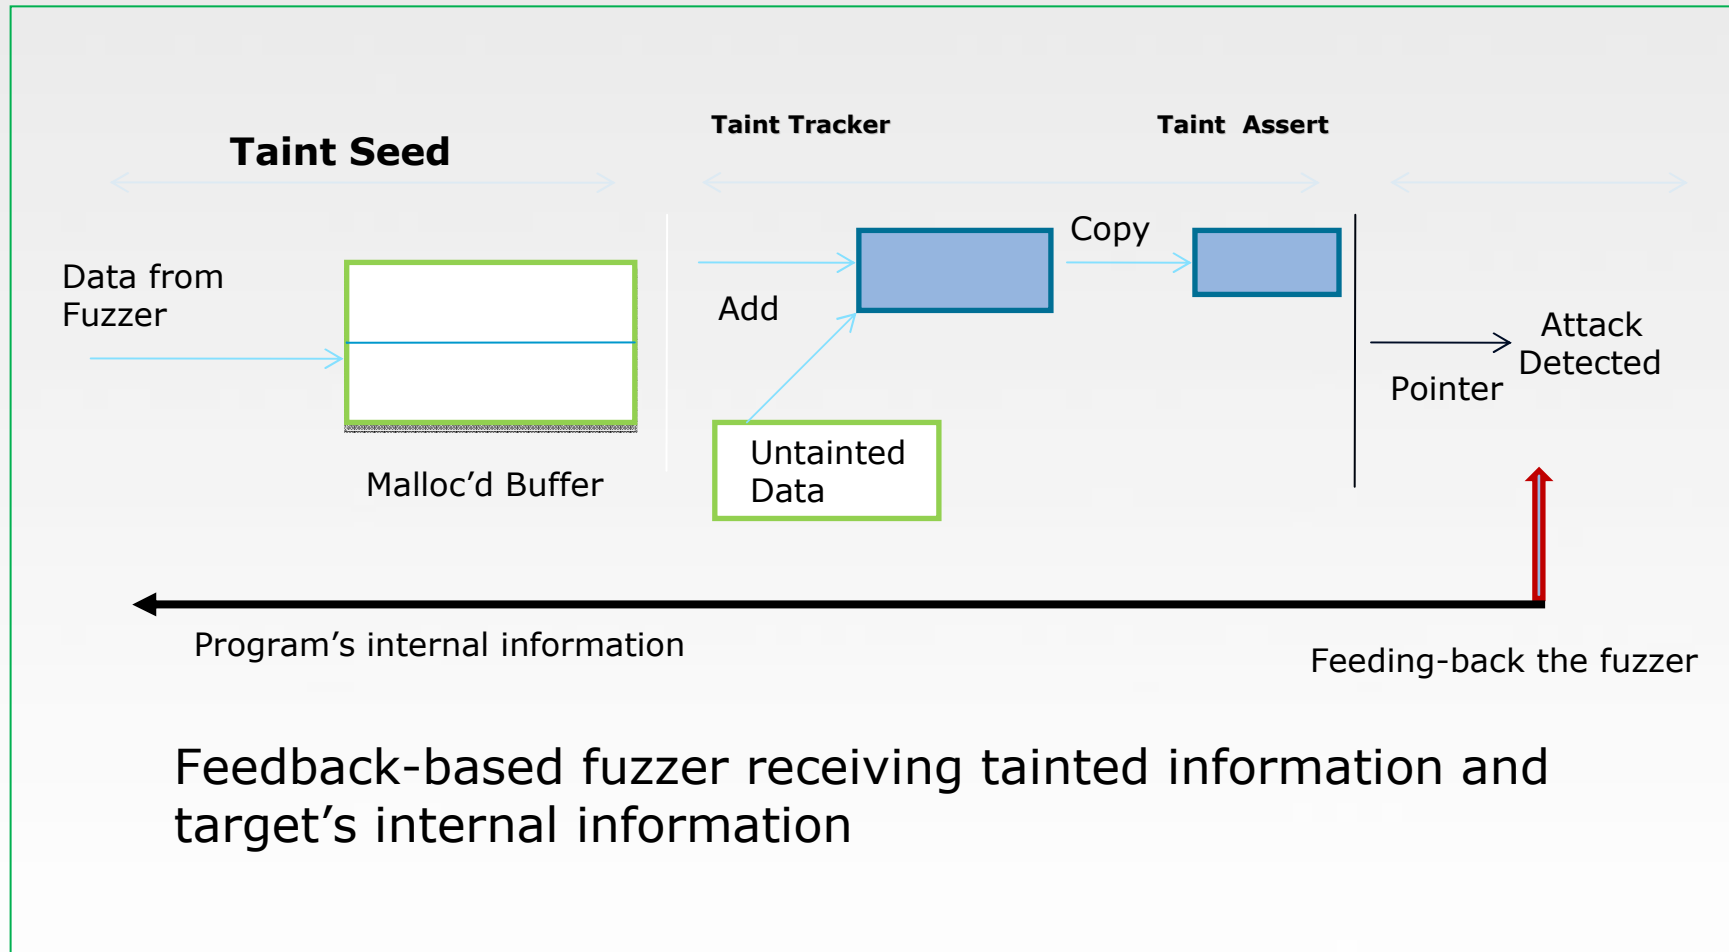 Taint Seed
Taint Tracker
Taint Assert
Data from
Fuzzer
Malloc’d Buffer
Add
Copy
Untainted
Data
Pointer
Attack
Detected
Program’s internal information
Feeding-back the fuzzer
Feedback-based fuzzer receiving tainted information and
target’s internal information